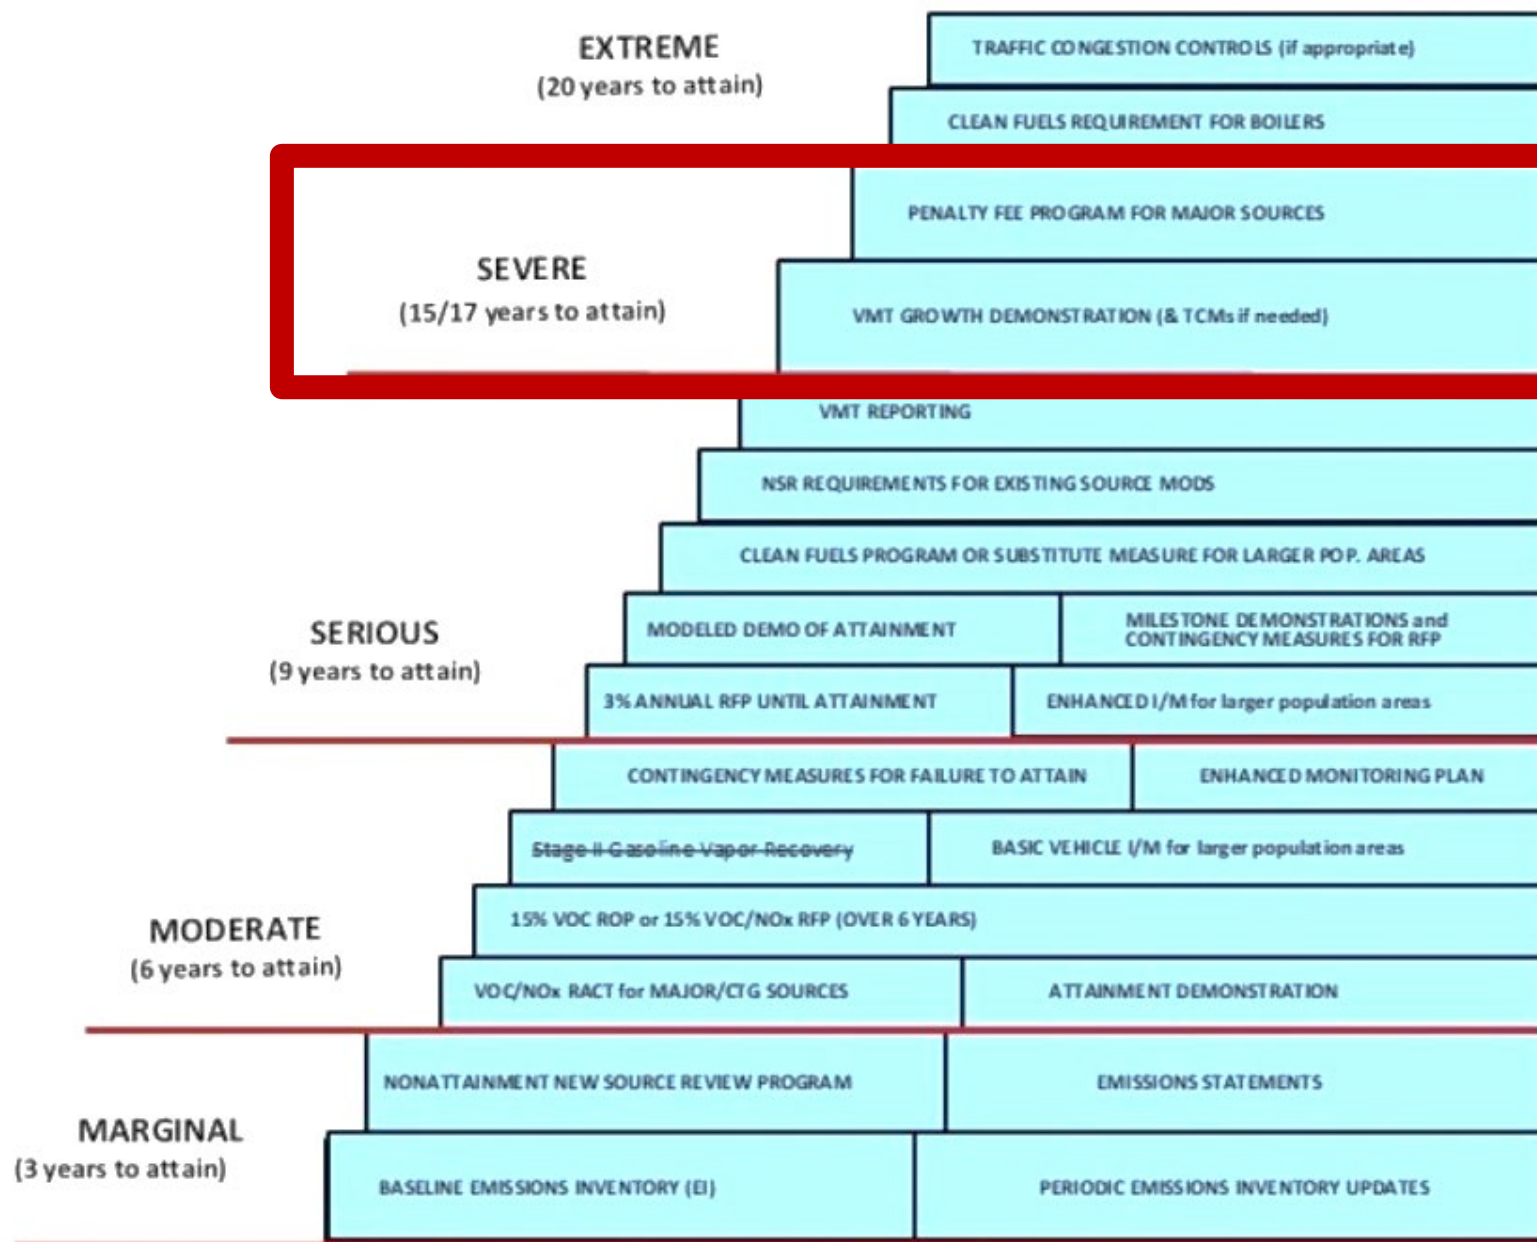 EXTREME
(20 years to attain)
TRAFFIC CONGESTION CONTROLS (if appropriate)
CLEAN FUELS REQUIREMENT FOR BOILERS
SEVERE
(15/17 years to attain)
PENALTY FEE PROGRAM FOR MAJOR SOURCES
VMT GROWTH DEMONSTRATION (& TCMs if needed)
VMT REPORTING
NSR REQUIREMENTS FOR EXISTING SOURCE MODS
CLEAN FUELS PROGRAM OR SUBSTITUTE MEASURE FOR LARGER POP. AREAS
SERIOUS
(9 years to attain)
MODELED DEMO OF ATTAINMENT
MILESTONE DEMONSTRATIONS and
CONTINGENCY MEASURES FOR RFP
3% ANNUAL RFP UNTIL ATTAINMENT
ENHANCED I/M for larger population areas
CONTINGENCY MEASURES FOR FAILURE TO ATTAIN
ENHANCED MONITORING PLAN
Stage II Gasoline Vapor Recovery
BASIC VEHICLE I/M for larger population areas
MODERATE
(6 years to attain)
15% VOC ROP or 15% VOC/NOx RFP (OVER 6 YEARS)
VOC/NOx RACT for MAJOR/CTG SOURCES
ATTAINMENT DEMONSTRATION
MARGINAL
(3 years to attain)
NONATTAINMENT NEW SOURCE REVIEW PROGRAM
EMISSIONS STATEMENTS
BASELINE EMISSIONS INVENTORY (EI)
PERIODIC EMISSIONS INVENTORY UPDATES